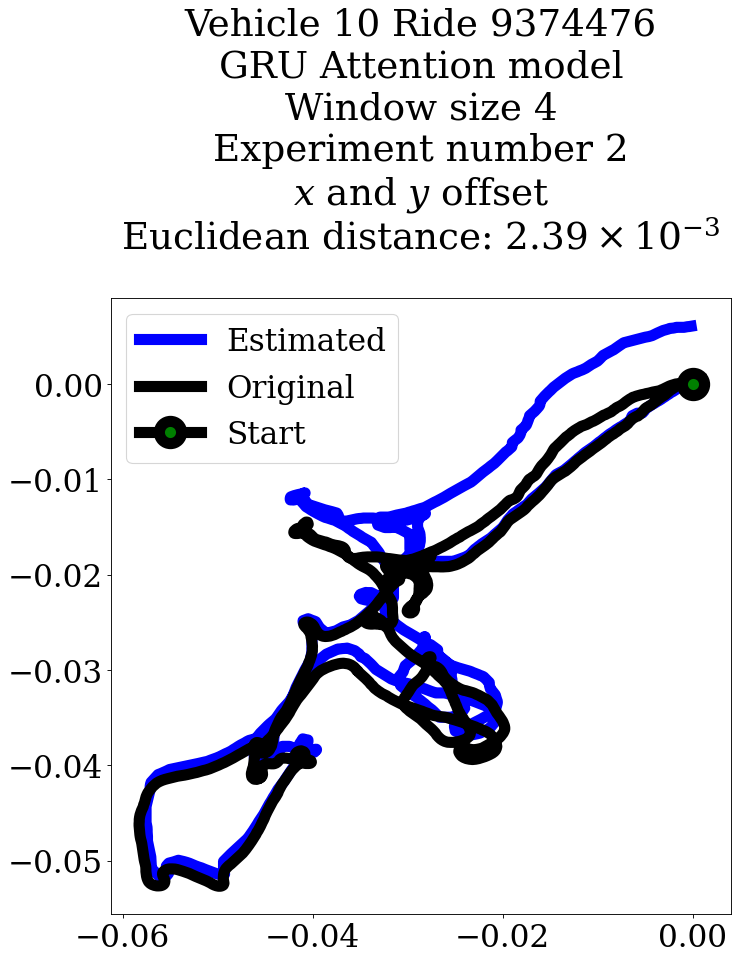 Vehicle 10 Ride 9374476
GRU Attention model
Window size 4
Experiment number 2
x and y offset
Euclidean distance: 2.39 × 10⁻³
Estimated
Original
Start
0.00
−0.01
−0.02
−0.03
−0.04
−0.05
−0.06 −0.04 −0.02 0.00